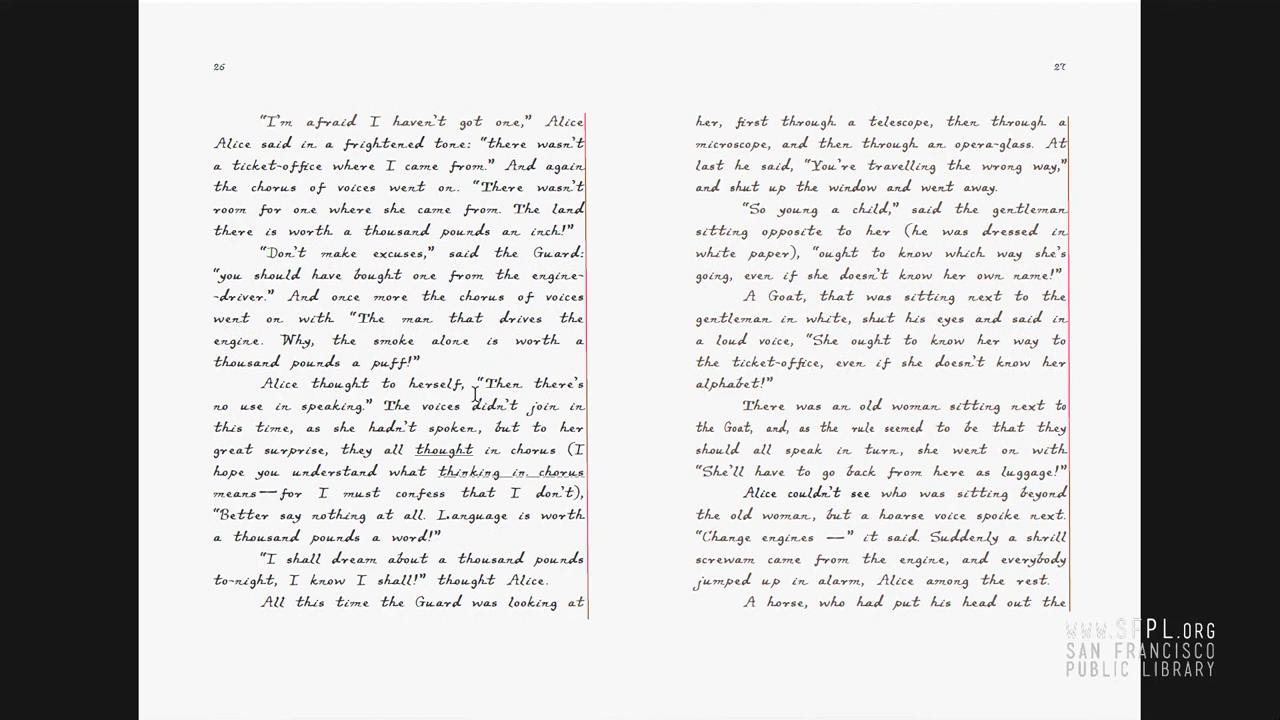 26
"I'm afraid I haven't got one," Alice
Alice said in a frightened tone: "there wasn't
a ticket-office where I came from." And again
the chorus of voices went on. "There wasn't
room for one where she came from. The land
there is worth a thousand pounds an inch!"
"Don't make excuses," said the Guard:
"you should have bought one from the engine-
-driver." And once more the chorus of voices
went on with "The man that drives the
engine. Why, the smoke alone is worth a
thousand pounds a puff!"
Alice thought to herself, "Then there's
no use in speaking." The voices didn't join in
this time, as she hadn't spoken, but to her
great surprise, they all thought in chorus (I
hope you understand what thinking in chorus
means—for I must confess that I don't),
"Better say nothing at all. Language is worth
a thousand pounds a word!"
"I shall dream about a thousand pounds
to-night, I know I shall!" thought Alice.
All this time the Guard was looking at
27
her, first through a telescope, then through a
microscope, and then through an opera-glass. At
last he said, "You're travelling the wrong way,"
and shut up the window and went away.
"So young a child," said the gentleman
sitting opposite to her (he was dressed in
white paper), "ought to know which way she's
going, even if she doesn't know her own name!"
A Goat, that was sitting next to the
gentleman in white, shut his eyes and said in
a loud voice, "She ought to know her way to
the ticket-office, even if she doesn't know her
alphabet!"
There was an old woman sitting next to
the Goat, and, as the rule seemed to be that they
should all speak in turn, she went on with
"She'll have to go back from here as luggage!"
Alice couldn't see who was sitting beyond
the old woman, but a hoarse voice spoike next.
"Change engines —" it said. Suddenly a shrill
screwam came from the engine, and everybody
jumped up in alarm, Alice among the rest.
A horse, who had put his head out the
WWW.SFPL.ORG
SAN FRANCISCO
PUBLIC LIBRARY